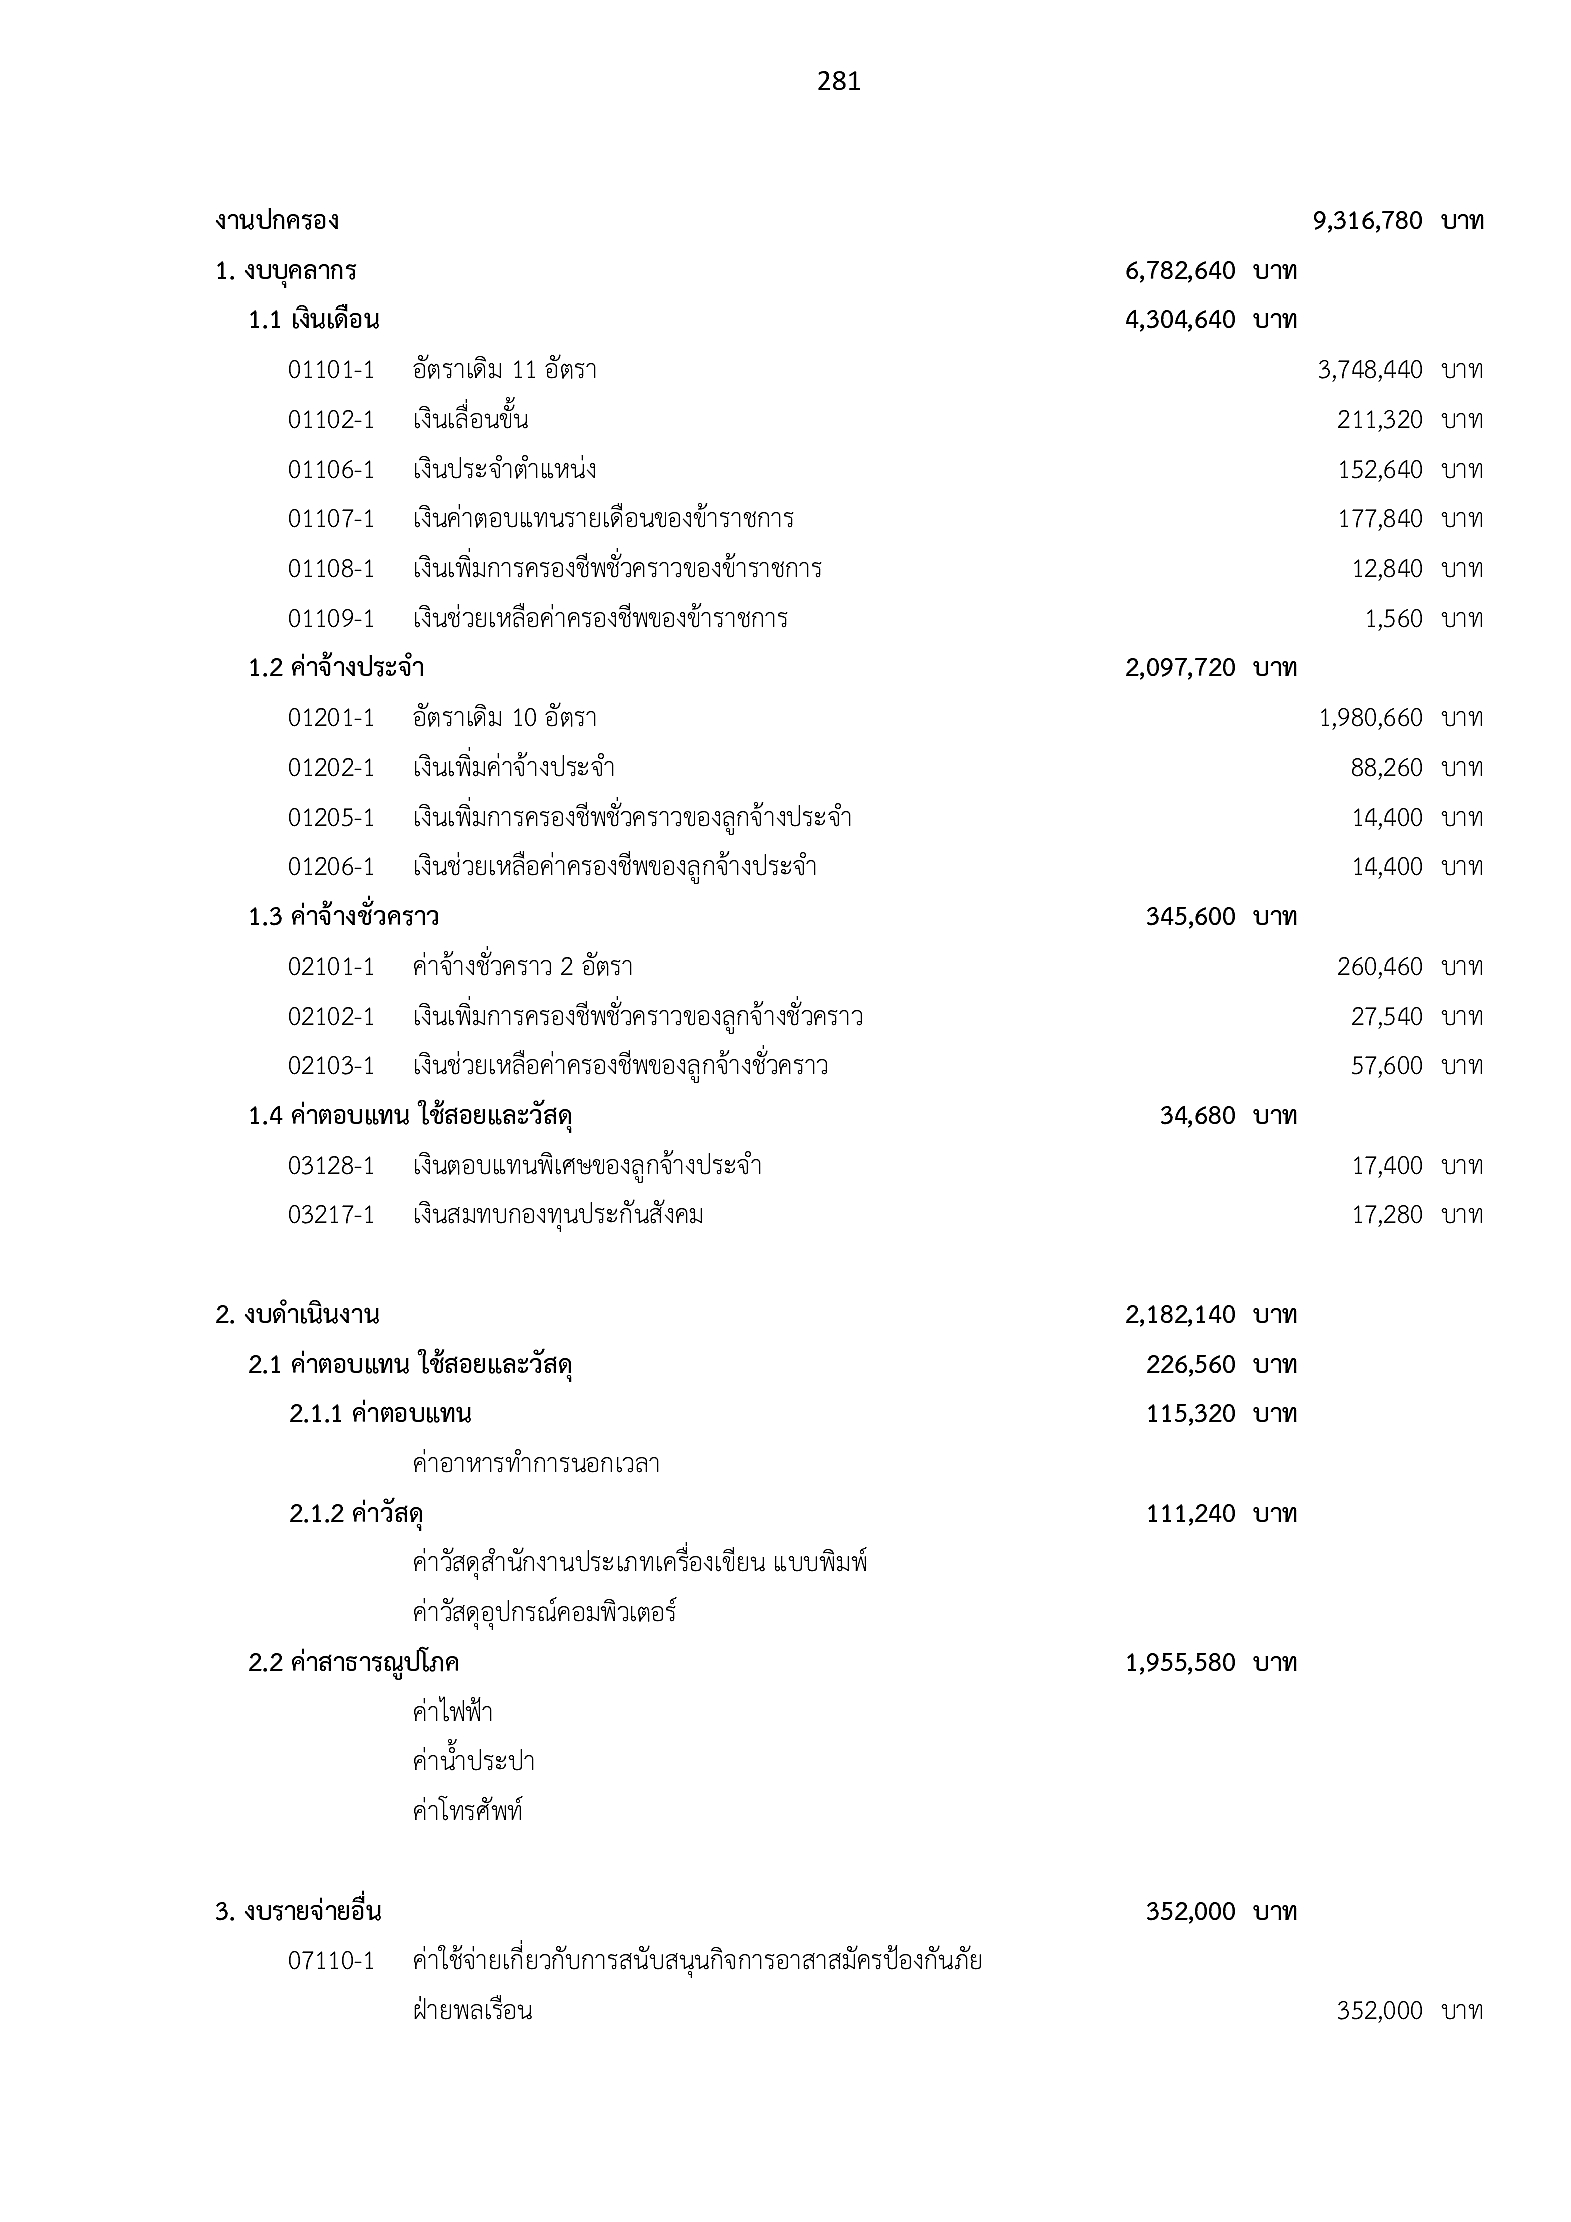 281
งานปกครอง 9,316,780 บาท
1. งบบุคลากร 6,782,640 บาท
1.1 เงินเดือน 4,304,640 บาท
01101-1 อัตราเดิม 11 อัตรา 3,748,440 บาท
01102-1 เงินเลื่อนขั้น 211,320 บาท
01106-1 เงินประจำตำแหน่ง 152,640 บาท
01107-1 เงินค่าตอบแทนรายเดือนของข้าราชการ 177,840 บาท
01108-1 เงินเพิ่มการครองชีพชั่วคราวของข้าราชการ 12,840 บาท
01109-1 เงินช่วยเหลือค่าครองชีพของข้าราชการ 1,560 บาท
1.2 ค่าจ้างประจำ 2,097,720 บาท
01201-1 อัตราเดิม 10 อัตรา 1,980,660 บาท
01202-1 เงินเพิ่มค่าจ้างประจำ 88,260 บาท
01205-1 เงินเพิ่มการครองชีพชั่วคราวของลูกจ้างประจำ 14,400 บาท
01206-1 เงินช่วยเหลือค่าครองชีพของลูกจ้างประจำ 14,400 บาท
1.3 ค่าจ้างชั่วคราว 345,600 บาท
02101-1 ค่าจ้างชั่วคราว 2 อัตรา 260,460 บาท
02102-1 เงินเพิ่มการครองชีพชั่วคราวของลูกจ้างชั่วคราว 27,540 บาท
02103-1 เงินช่วยเหลือค่าครองชีพของลูกจ้างชั่วคราว 57,600 บาท
1.4 ค่าตอบแทน ใช้สอยและวัสดุ 34,680 บาท
03128-1 เงินตอบแทนพิเศษของลูกจ้างประจำ 17,400 บาท
03217-1 เงินสมทบกองทุนประกันสังคม 17,280 บาท
2. งบดำเนินงาน 2,182,140 บาท
2.1 ค่าตอบแทน ใช้สอยและวัสดุ 226,560 บาท
2.1.1 ค่าตอบแทน 115,320 บาท
ค่าอาหารทำการนอกเวลา
2.1.2 ค่าวัสดุ 111,240 บาท
ค่าวัสดุสำนักงานประเภทเครื่องเขียน แบบพิมพ์
ค่าวัสดุอุปกรณ์คอมพิวเตอร์
2.2 ค่าสาธารณูปโภค 1,955,580 บาท
ค่าไฟฟ้า
ค่าน้ำประปา
ค่าโทรศัพท์
3. งบรายจ่ายอื่น 352,000 บาท
07110-1 ค่าใช้จ่ายเกี่ยวกับการสนับสนุนกิจการอาสาสมัครป้องกันภัย
ฝ่ายพลเรือน 352,000 บาท